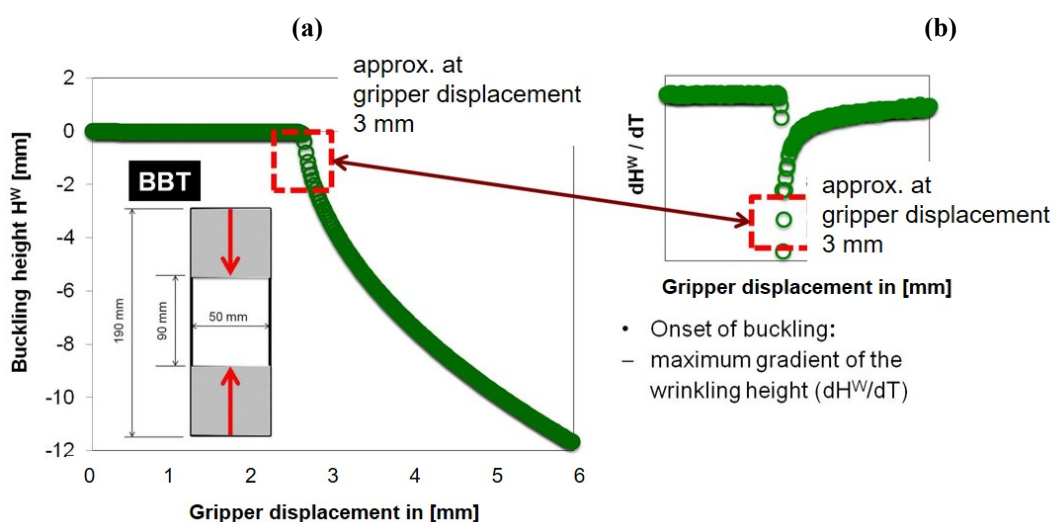 (a)
(b)
approx. at
gripper displacement
3 mm
2
0
-2
-4
-6
-8
-10
-12
Buckling height H^W [mm]
BBT
190 mm
90 mm
50 mm
0 1 2 3 4 5 6
Gripper displacement in [mm]
dH^W / dT
approx. at
gripper displacement
3 mm
Gripper displacement in [mm]
• Onset of buckling:
– maximum gradient of the
wrinkling height (dH^W/dT)